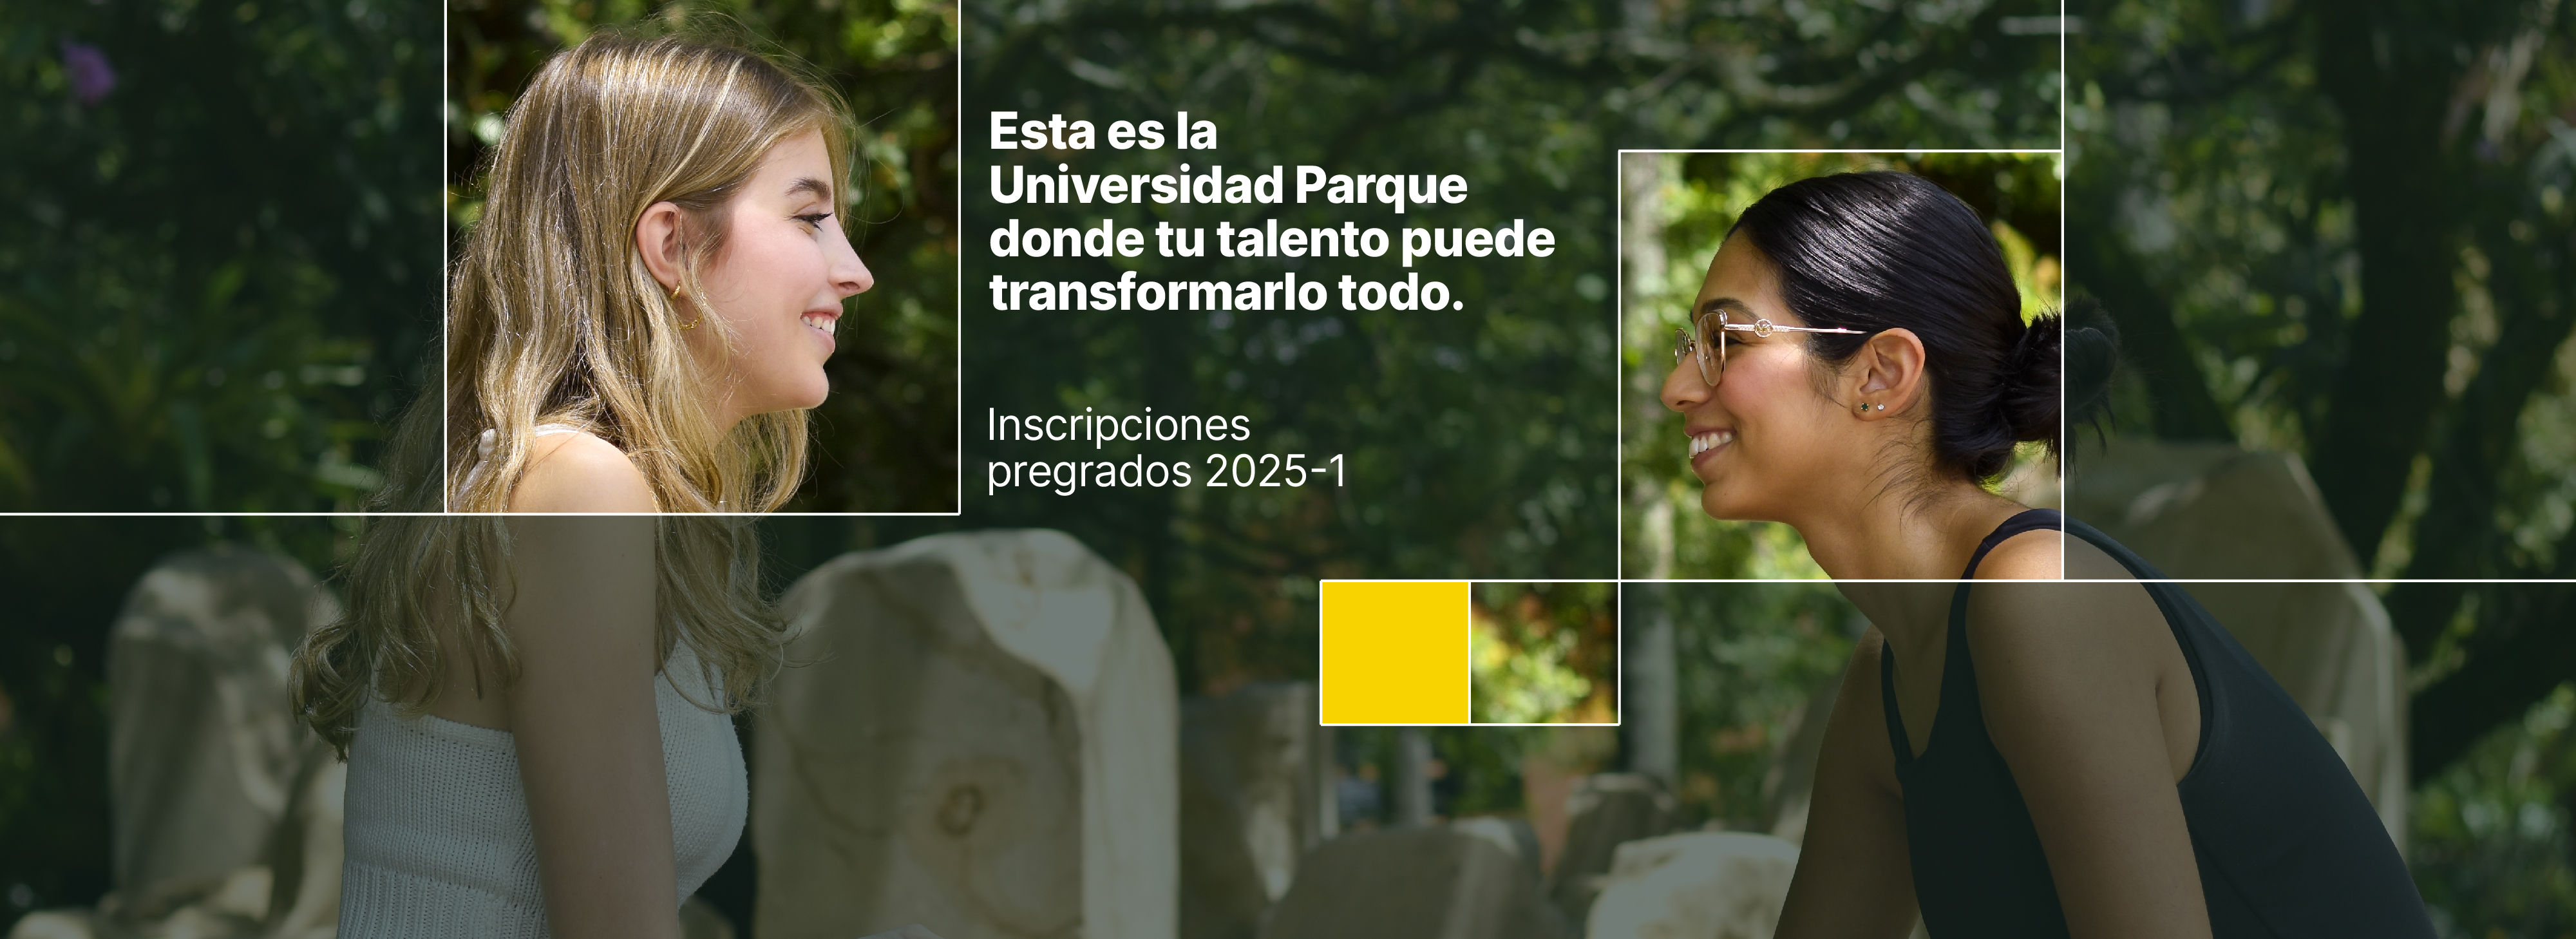 Esta es la
Universidad Parque
donde tu talento puede
transformarlo todo.
Inscripciones
pregrados 2025-1